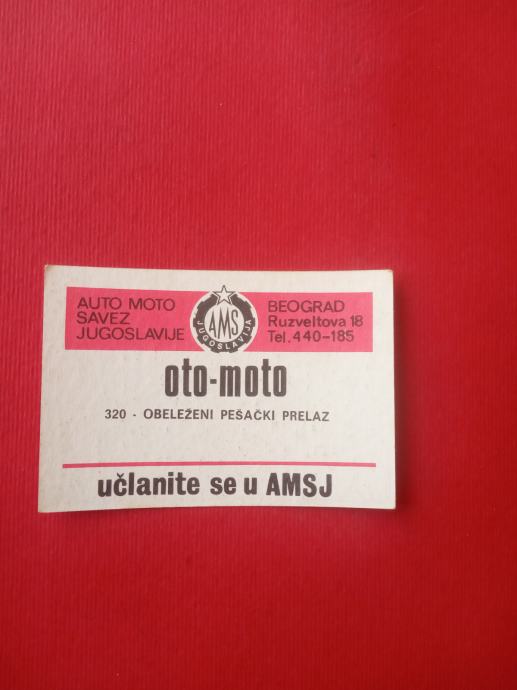 AUTO MOTO
SAVEZ
JUGOSLAVIJE
AMS
JUGOSLAVIJA
BEOGRAD
Ruzveltova 18
Tel. 440-185
oto-moto
320 - OBELEŽENI PEŠAČKI PRELAZ
učlanite se u AMSJ